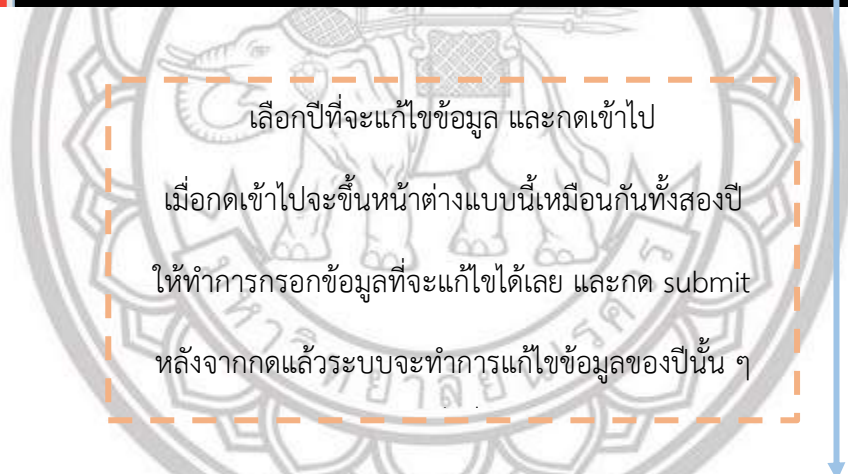 เลือกปีที่จะแก้ไขข้อมูล และกดเข้าไป
เมื่อกดเข้าไปจะขึ้นหน้าต่างแบบนี้เหมือนกันทั้งสองปี
ให้ทำการกรอกข้อมูลที่จะแก้ไขได้เลย และกด submit
หลังจากกดแล้วระบบจะทำการแก้ไขข้อมูลของปีนั้น ๆ